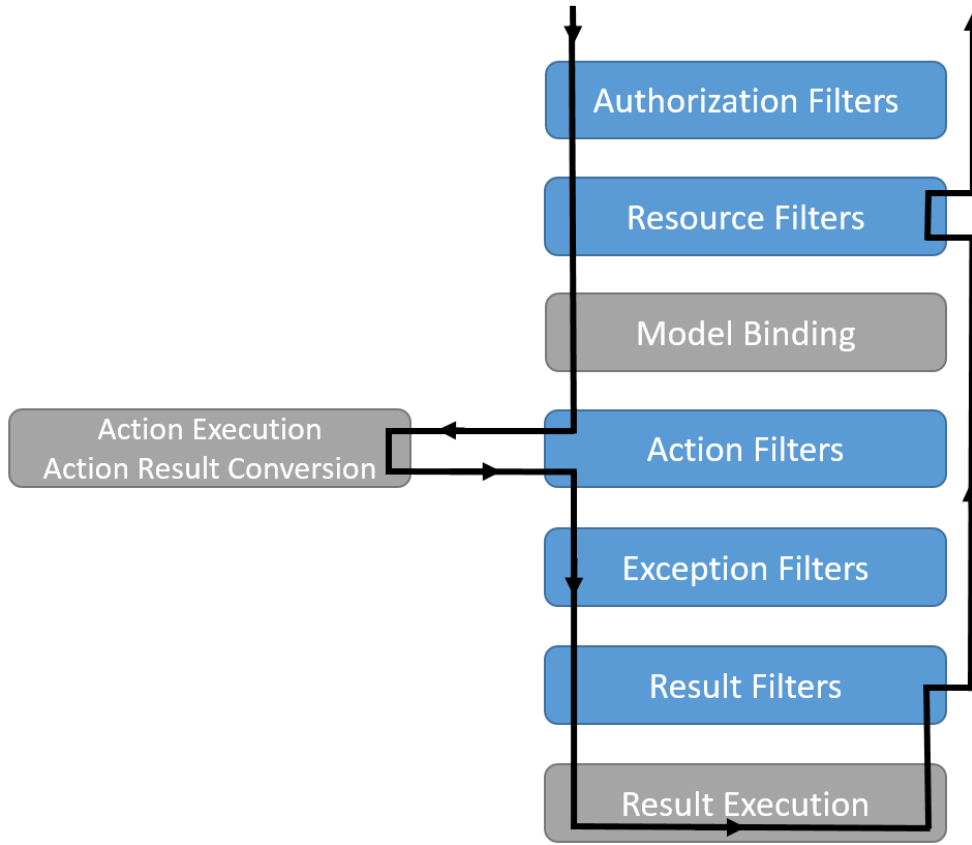 Authorization Filters
Resource Filters
Model Binding
Action Execution
Action Result Conversion
Action Filters
Exception Filters
Result Filters
Result Execution